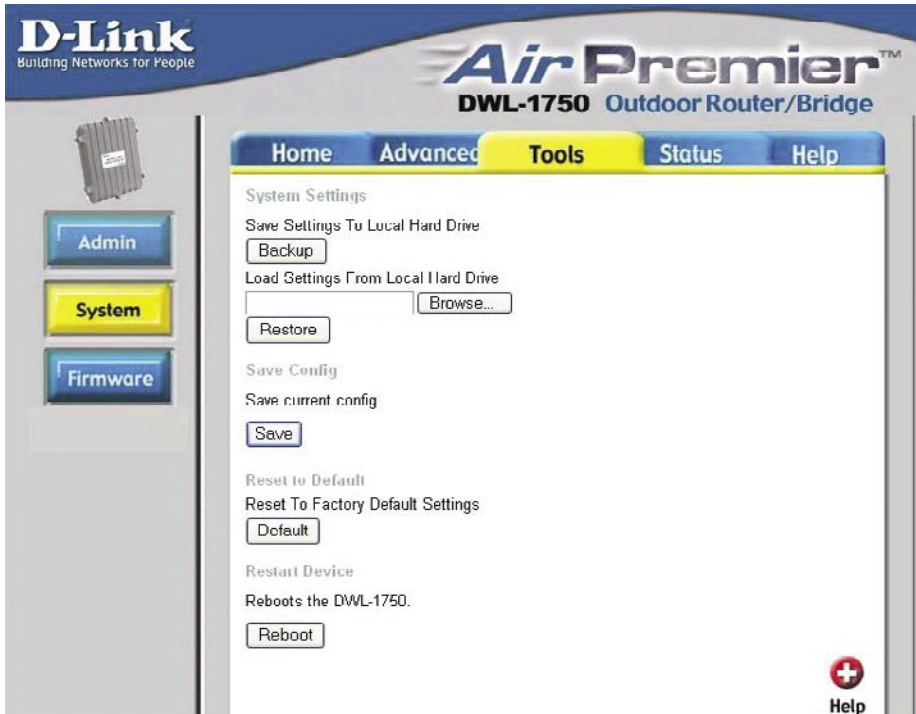 D-Link
Building Networks for People
Air Premier™
DWL-1750 Outdoor Router/Bridge
Home Advanced Tools Status Help
Admin
System
Firmware
System Settings
Save Settings To Local Hard Drive
Backup
Load Settings From Local Hard Drive
Browse...
Restore
Save Config
Save current config
Save
Reset to Default
Reset To Factory Default Settings
Default
Restart Device
Reboots the DWL-1750.
Reboot
Help